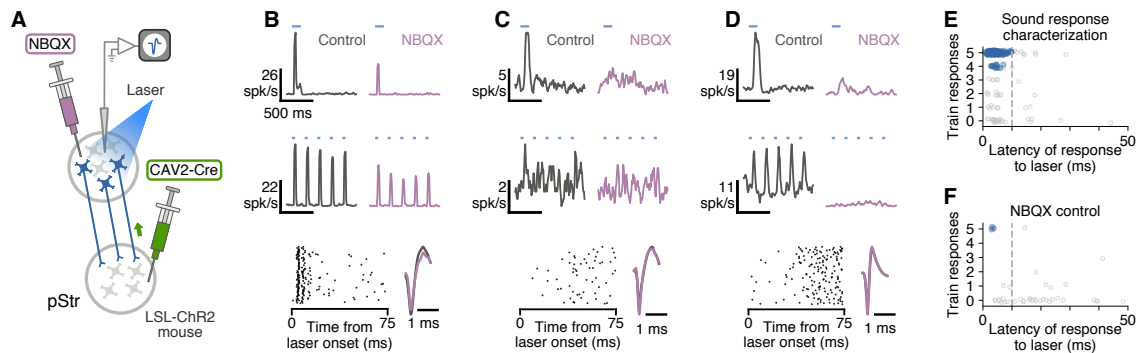 A
NBQX
Laser
CAV2-Cre
pStr
LSL-ChR2
mouse
B
Control
NBQX
26
spk/s
500 ms
22
spk/s
0
75
Time from
laser onset (ms)
1 ms
C
Control
NBQX
5
spk/s
2
spk/s
0
75
Time from
laser onset (ms)
1 ms
D
Control
NBQX
19
spk/s
11
spk/s
0
75
Time from
laser onset (ms)
1 ms
E
Sound response
characterization
Train responses
5
4
3
2
1
0
0
50
Latency of response
to laser (ms)
F
NBQX control
Train responses
5
4
3
2
1
0
0
50
Latency of response
to laser (ms)